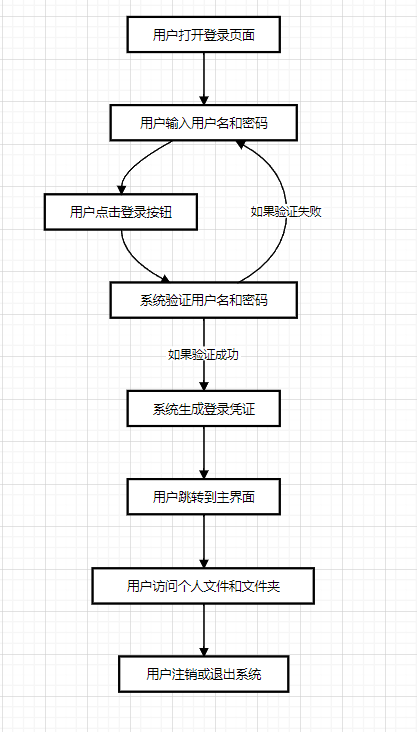 用户打开登录页面
用户输入用户名和密码
用户点击登录按钮
如果验证失败
系统验证用户名和密码
如果验证成功
系统生成登录凭证
用户跳转到主界面
用户访问个人文件和文件夹
用户注销或退出系统